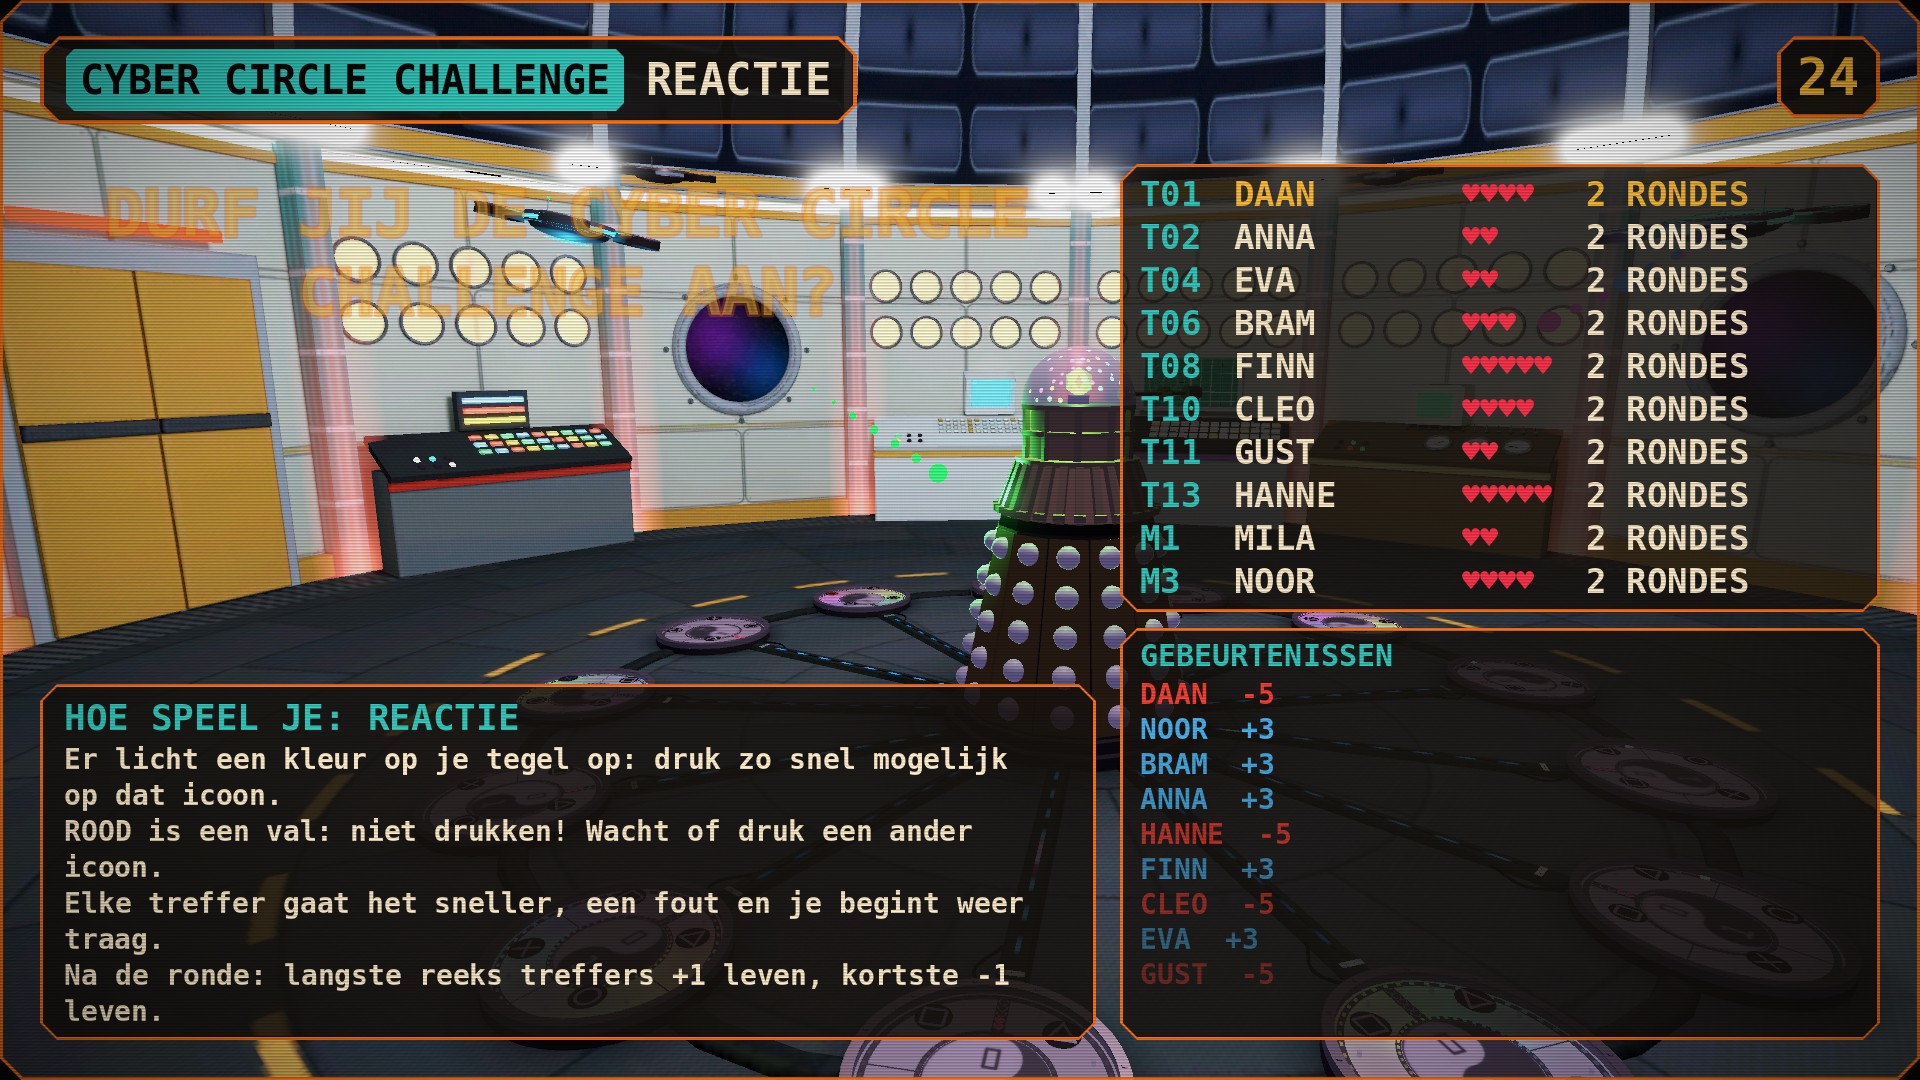 CYBER CIRCLE CHALLENGE REACTIE
24
DURF JIJ DE CYBER CIRCLE
CHALLENGE AAN?
T01 DAAN ♥♥♥♥ 2 RONDES
T02 ANNA ♥♥ 2 RONDES
T04 EVA ♥♥ 2 RONDES
T06 BRAM ♥♥♥ 2 RONDES
T08 FINN ♥♥♥♥♥ 2 RONDES
T10 CLEO ♥♥♥♥ 2 RONDES
T11 GUST ♥♥ 2 RONDES
T13 HANNE ♥♥♥♥♥ 2 RONDES
M1 MILA ♥♥ 2 RONDES
M3 NOOR ♥♥♥♥ 2 RONDES
HOE SPEEL JE: REACTIE
Er licht een kleur op je tegel op: druk zo snel mogelijk
op dat icoon.
ROOD is een val: niet drukken! Wacht of druk een ander
icoon.
Elke treffer gaat het sneller, een fout en je begint weer
traag.
Na de ronde: langste reeks treffers +1 leven, kortste -1
leven.
GEBEURTENISSEN
DAAN -5
NOOR +3
BRAM +3
ANNA +3
HANNE -5
FINN +3
CLEO -5
EVA +3
GUST -5